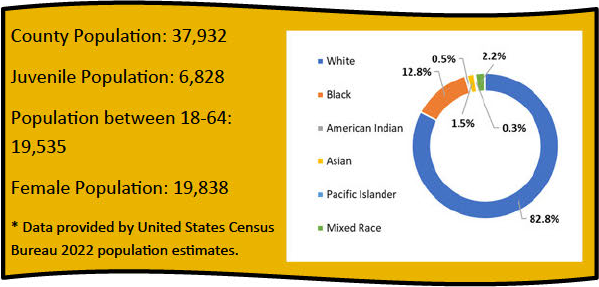 County Population: 37,932
Juvenile Population: 6,828
Population between 18-64:
19,535
Female Population: 19,838
* Data provided by United States Census
Bureau 2022 population estimates.
White
Black
American Indian
Asian
Pacific Islander
Mixed Race
0.5%
2.2%
12.8%
1.5%
0.3%
82.8%